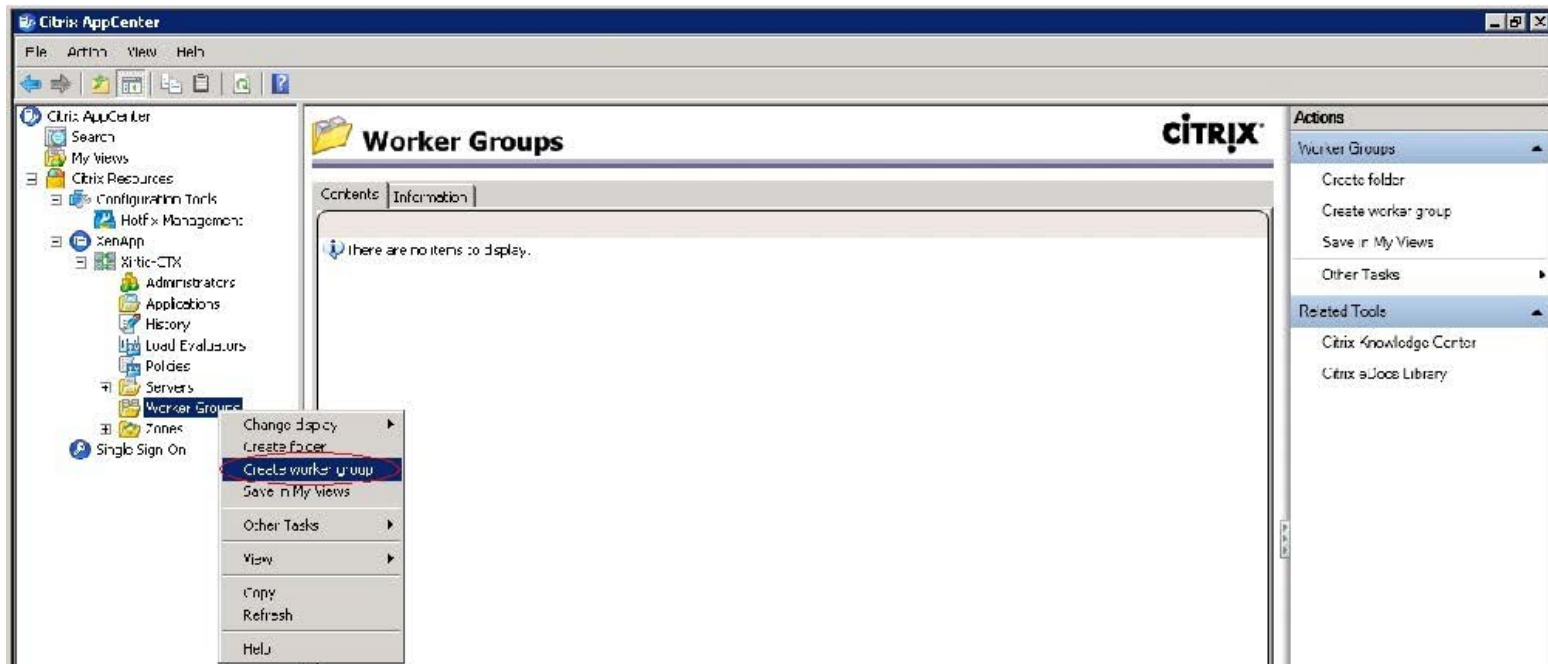 Citrix AppCenter
File Action View Help
Citrix AppCenter
Search
My Views
Citrix Resources
Configuration Tools
Hotfix Management
XenApp
Administrators
Applications
History
Load Evaluators
Policies
Servers
Worker Groups
Zones
Single Sign-On
Change display
Create folder
Create worker group
Save in My Views
Other Tasks
View
Copy
Refresh
Help
Worker Groups
CITRIX
Contents Information
There are no items to display.
Actions
Worker Groups
Create folder
Create worker group
Save in My Views
Other Tasks
Related Tools
Citrix Knowledge Center
Citrix eDocs Library